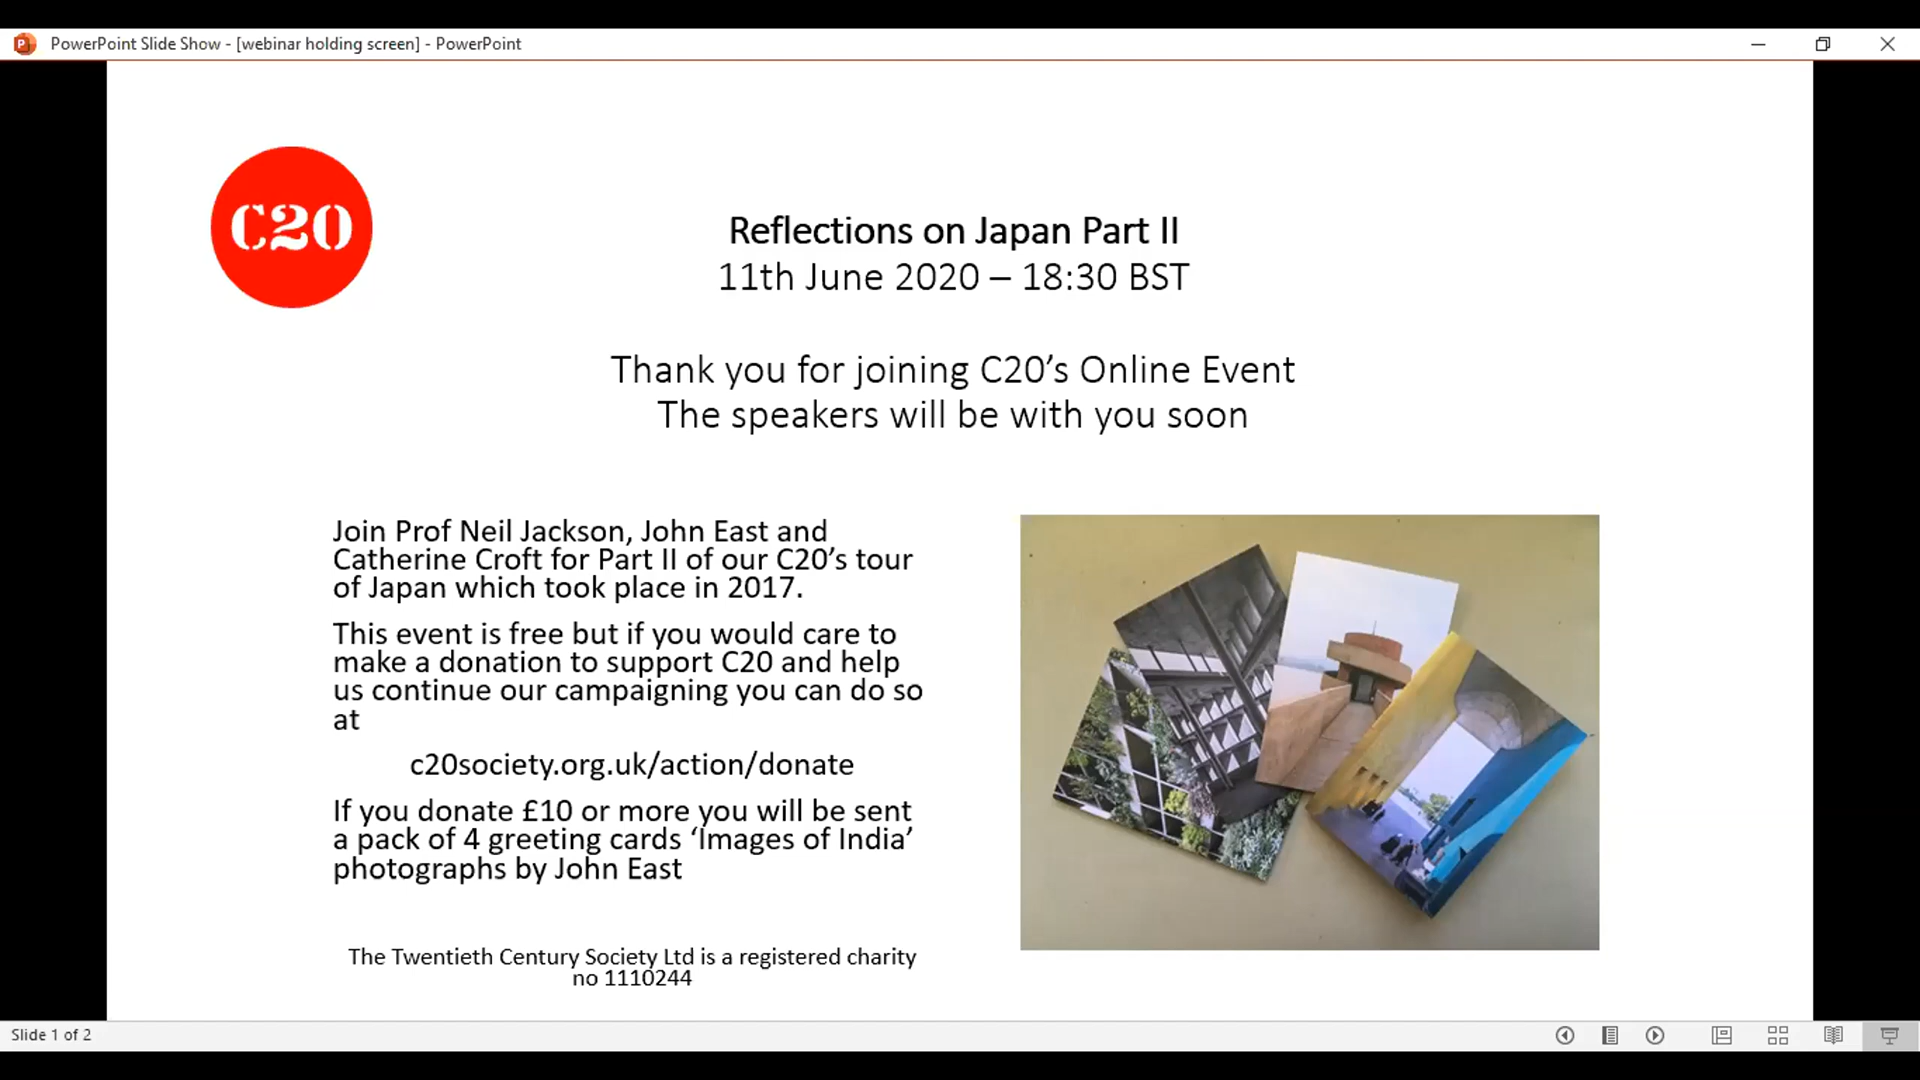 PowerPoint Slide Show - [webinar holding screen] - PowerPoint
C20
Reflections on Japan Part II
11th June 2020 – 18:30 BST
Thank you for joining C20’s Online Event
The speakers will be with you soon
Join Prof Neil Jackson, John East and
Catherine Croft for Part II of our C20’s tour
of Japan which took place in 2017.
This event is free but if you would care to
make a donation to support C20 and help
us continue our campaigning you can do so
at
c20society.org.uk/action/donate
If you donate £10 or more you will be sent
a pack of 4 greeting cards ‘Images of India’
photographs by John East
The Twentieth Century Society Ltd is a registered charity
no 1110244
Slide 1 of 2